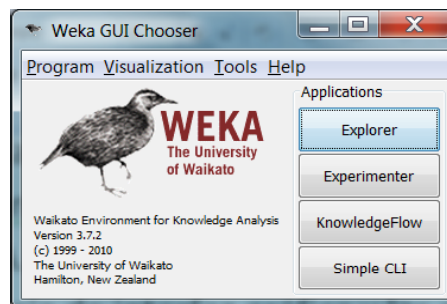 Weka GUI Chooser
Program Visualization Tools Help
Applications
WEKA
The University
of Waikato
Explorer
Experimenter
KnowledgeFlow
Simple CLI
Waikato Environment for Knowledge Analysis
Version 3.7.2
(c) 1999 - 2010
The University of Waikato
Hamilton, New Zealand